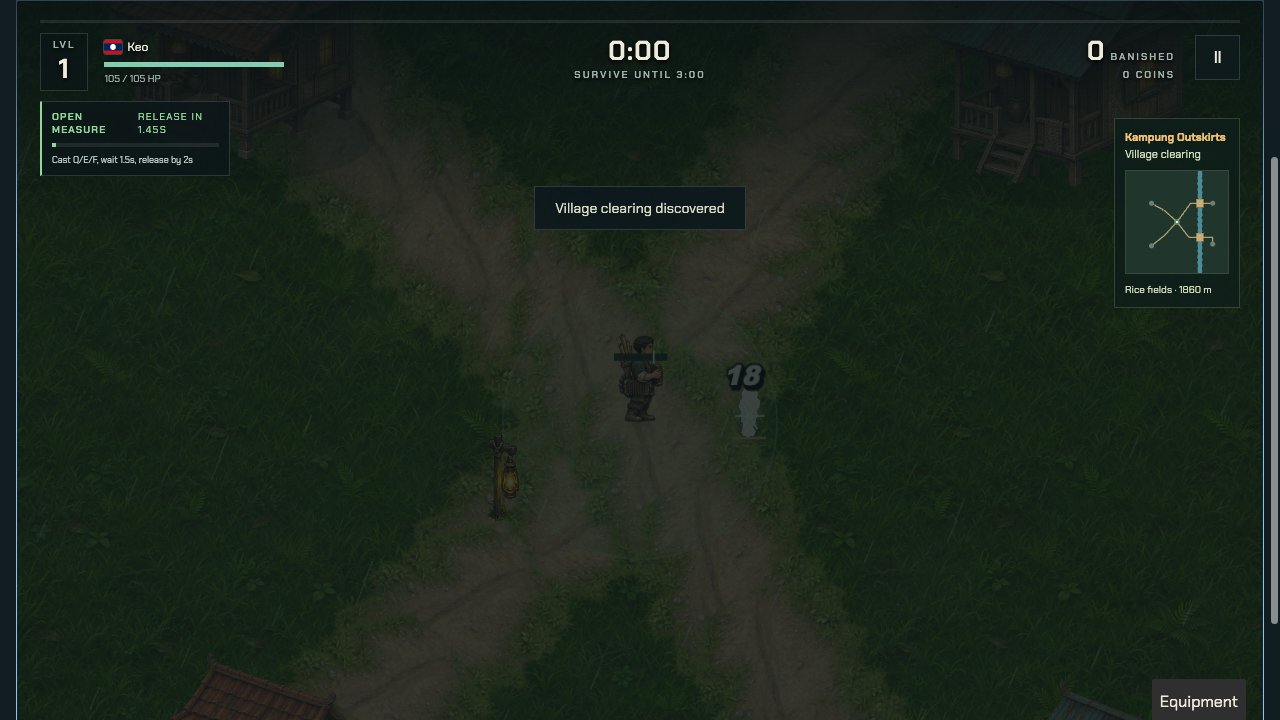 LVL
1
Keo
105 / 105 HP
0:00
SURVIVE UNTIL 3:00
0 BANISHED
0 COINS
OPEN MEASURE
RELEASE IN 1.45S
Cast Q/E/F, wait 1.5s, release by 2s
Kampung Outskirts
Village clearing
Rice fields · 1860 m
Village clearing discovered
18
Equipment